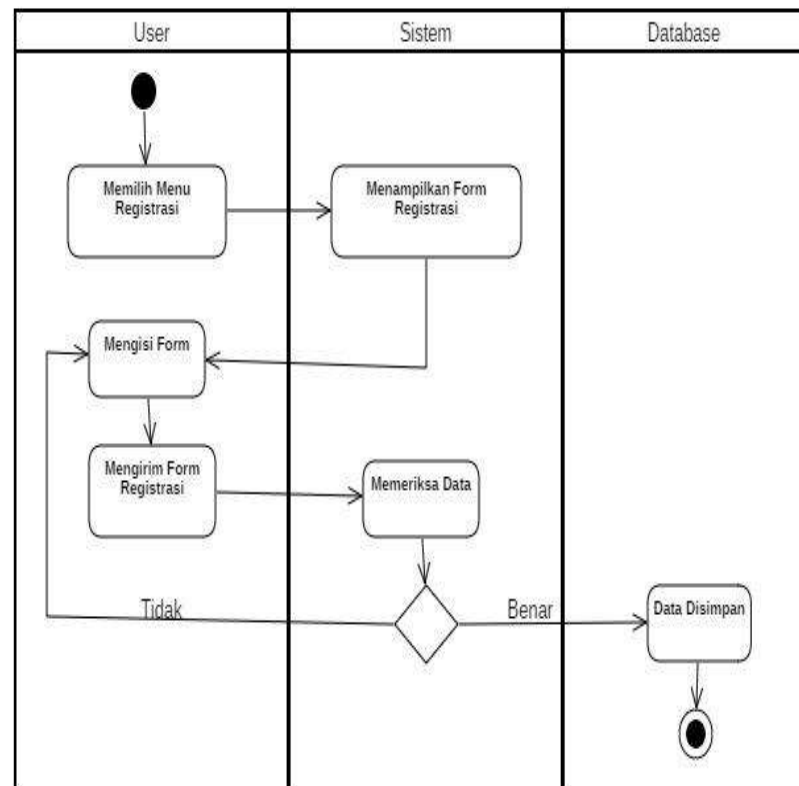 User
Sistem
Database
Memilih Menu
Registrasi
Menampilkan Form
Registrasi
Mengisi Form
Mengirim Form
Registrasi
Memeriksa Data
Tidak
Benar
Data Disimpan